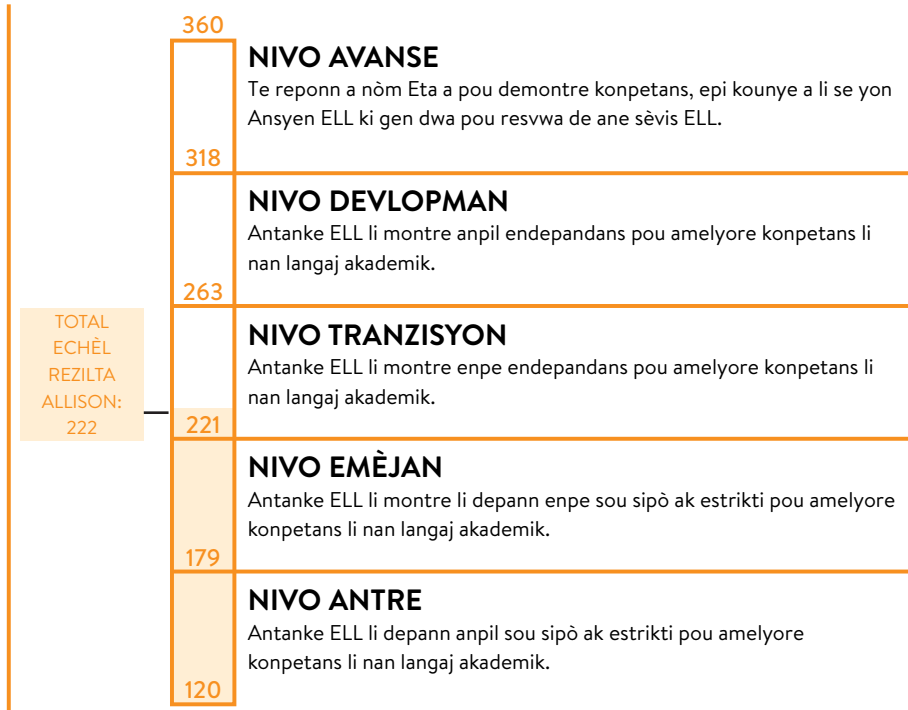 360
NIVO AVANSE
Te reponn a nòm Eta a pou demontre konpetans, epi kounye a li se yon
Ansyen ELL ki gen dwa pou resvwa de ane sèvis ELL.
318
NIVO DEVLOPMAN
Antanke ELL li montre anpil endepandans pou amelyore konpetans li
nan langaj akademik.
263
TOTAL
ECHÈL
REZILTA
ALLISON:
222
NIVO TRANZISYON
Antanke ELL li montre enpe endepandans pou amelyore konpetans li
nan langaj akademik.
221
NIVO EMÈJAN
Antanke ELL li montre li depann enpe sou sipò ak estrikti pou amelyore
konpetans li nan langaj akademik.
179
NIVO ANTRE
Antanke ELL li depann anpil sou sipò ak estrikti pou amelyore
konpetans li nan langaj akademik.
120